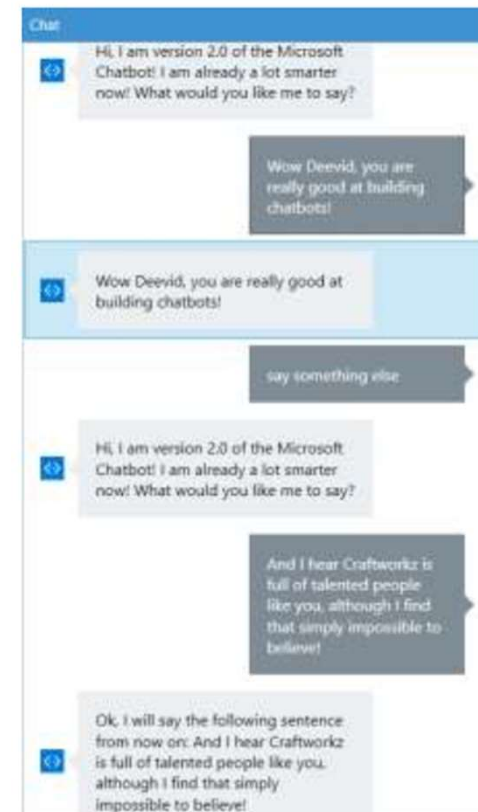 Chat
Hi, I am version 2.0 of the Microsoft
Chatbot! I am already a lot smarter
now! What would you like me to say?
Wow Deevid, you are
really good at building
chatbots!
Wow Deevid, you are really good at
building chatbots!
say something else
Hi, I am version 2.0 of the Microsoft
Chatbot! I am already a lot smarter
now! What would you like me to say?
And I hear Craftworkz is
full of talented people
like you, although I find
that simply impossible to
believe!
Ok, I will say the following sentence
from now on: And I hear Craftworkz
is full of talented people like you,
although I find that simply
impossible to believe!